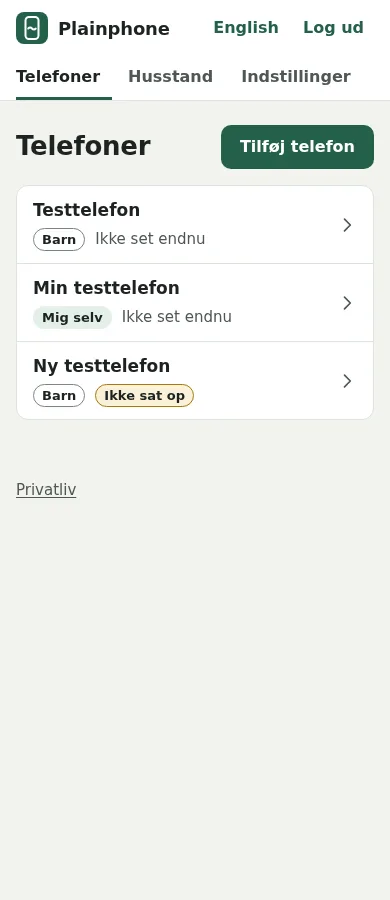 Plainphone English Log ud
Telefoner Husstand Indstillinger
Telefoner Tilføj telefon
Testtelefon
Barn Ikke set endnu
Min testtelefon
Mig selv Ikke set endnu
Ny testtelefon
Barn Ikke sat op
Privatliv